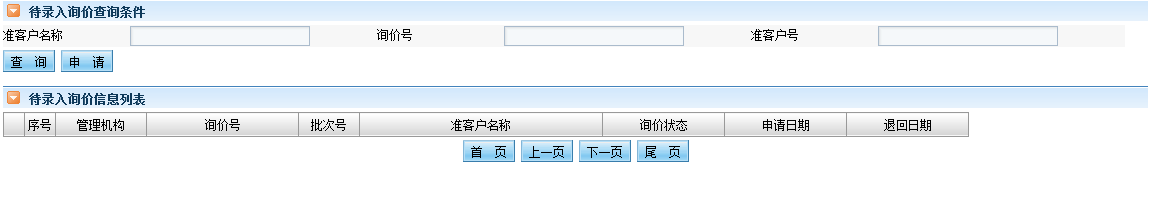 待录入询价查询条件
准客户名称 询价号 准客户号
查 询 申 请
待录入询价信息列表
序号 管理机构 询价号 批次号 准客户名称 询价状态 申请日期 退回日期
首 页 上一页 下一页 尾 页